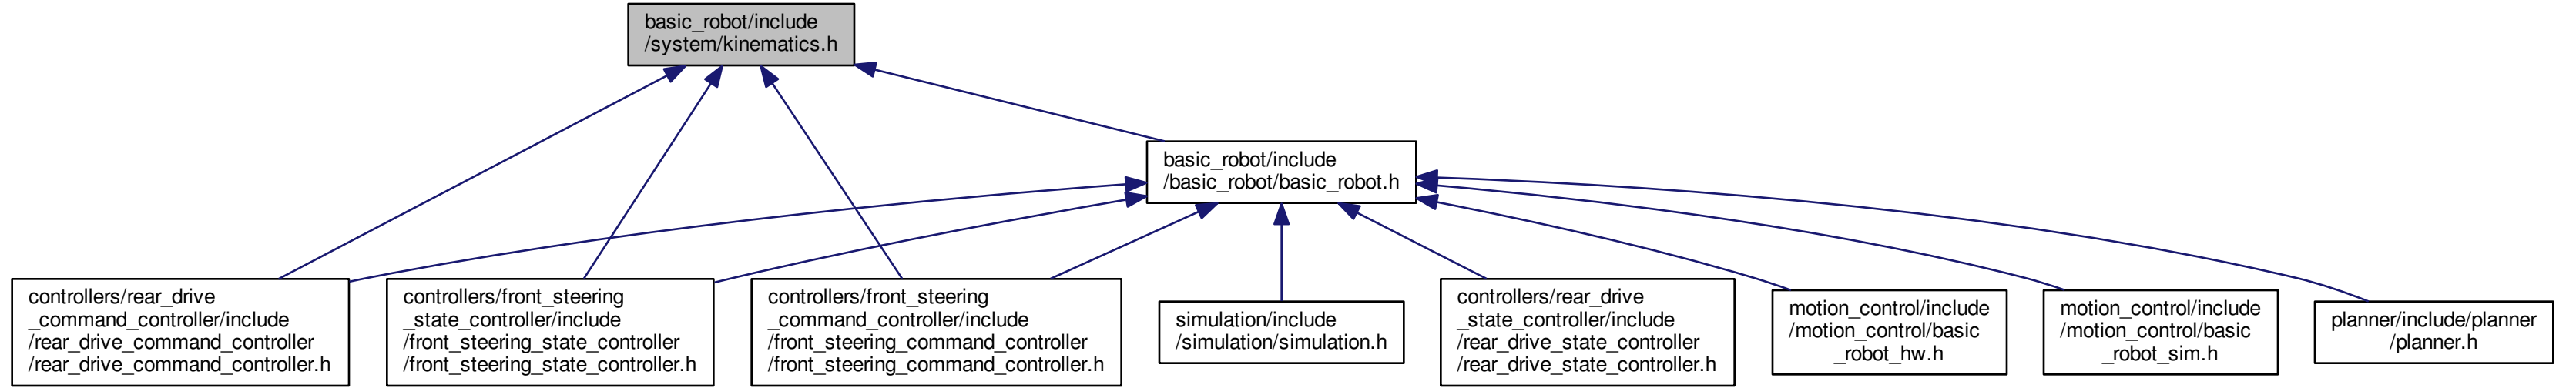 basic_robot/include
/system/kinematics.h
basic_robot/include
/basic_robot/basic_robot.h
controllers/rear_drive
_command_controller/include
/rear_drive_command_controller
/rear_drive_command_controller.h
controllers/front_steering
_state_controller/include
/front_steering_state_controller
/front_steering_state_controller.h
controllers/front_steering
_command_controller/include
/front_steering_command_controller
/front_steering_command_controller.h
simulation/include
/simulation/simulation.h
controllers/rear_drive
_state_controller/include
/rear_drive_state_controller
/rear_drive_state_controller.h
motion_control/include
/motion_control/basic
_robot_hw.h
motion_control/include
/motion_control/basic
_robot_sim.h
planner/include/planner
/planner.h